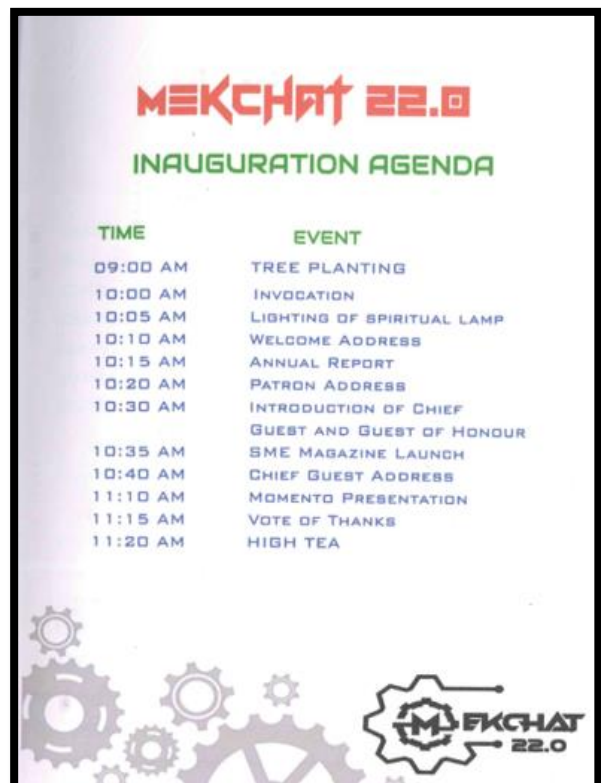 MEKCHAT 22.0
INAUGURATION AGENDA
TIME EVENT
09:00 AM TREE PLANTING
10:00 AM INVOCATION
10:05 AM LIGHTING OF SPIRITUAL LAMP
10:10 AM WELCOME ADDRESS
10:15 AM ANNUAL REPORT
10:20 AM PATRON ADDRESS
10:30 AM INTRODUCTION OF CHIEF
GUEST AND GUEST OF HONOUR
10:35 AM SME MAGAZINE LAUNCH
10:40 AM CHIEF GUEST ADDRESS
11:10 AM MOMENTO PRESENTATION
11:15 AM VOTE OF THANKS
11:20 AM HIGH TEA
MEKCHAT
22.0